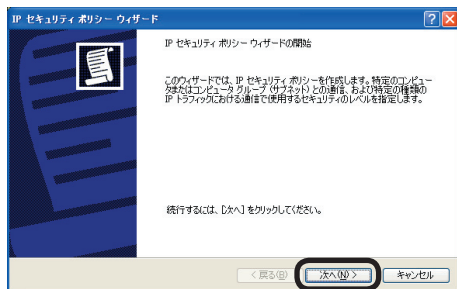 IP セキュリティ ポリシー ウィザード
IP セキュリティ ポリシー ウィザードの開始
このウィザードでは、IP セキュリティ ポリシーを作成します。特定のコンピュー
タまたはコンピュータ グループ (サブネット) との通信、および特定の種類の
IP トラフィックにおける通信で使用するセキュリティのレベルを指定します。
続行するには、[次へ] をクリックしてください。
< 戻る(B)
次へ(N) >
キャンセル